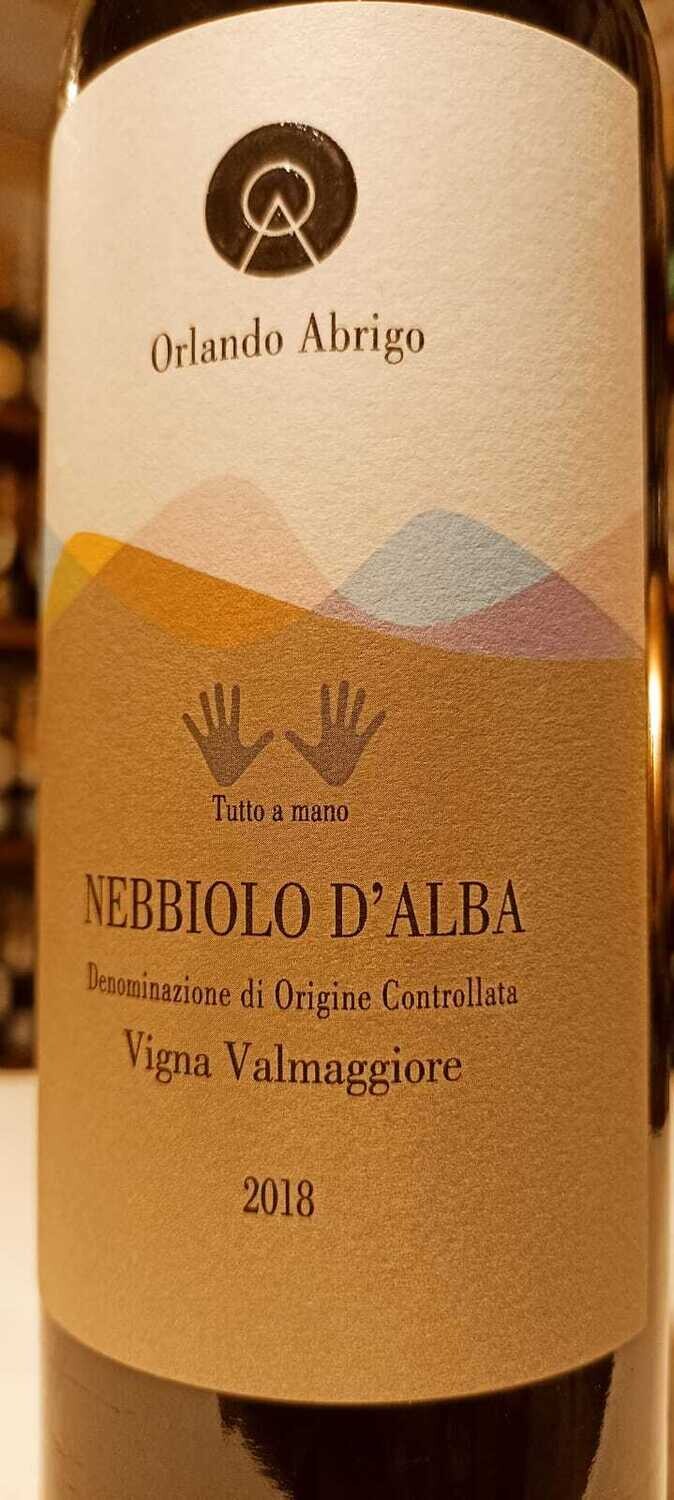 Orlando Abrigo
Tutto a mano
NEBBIOLO D'ALBA
Denominazione di Origine Controllata
Vigna Valmaggiore
2018